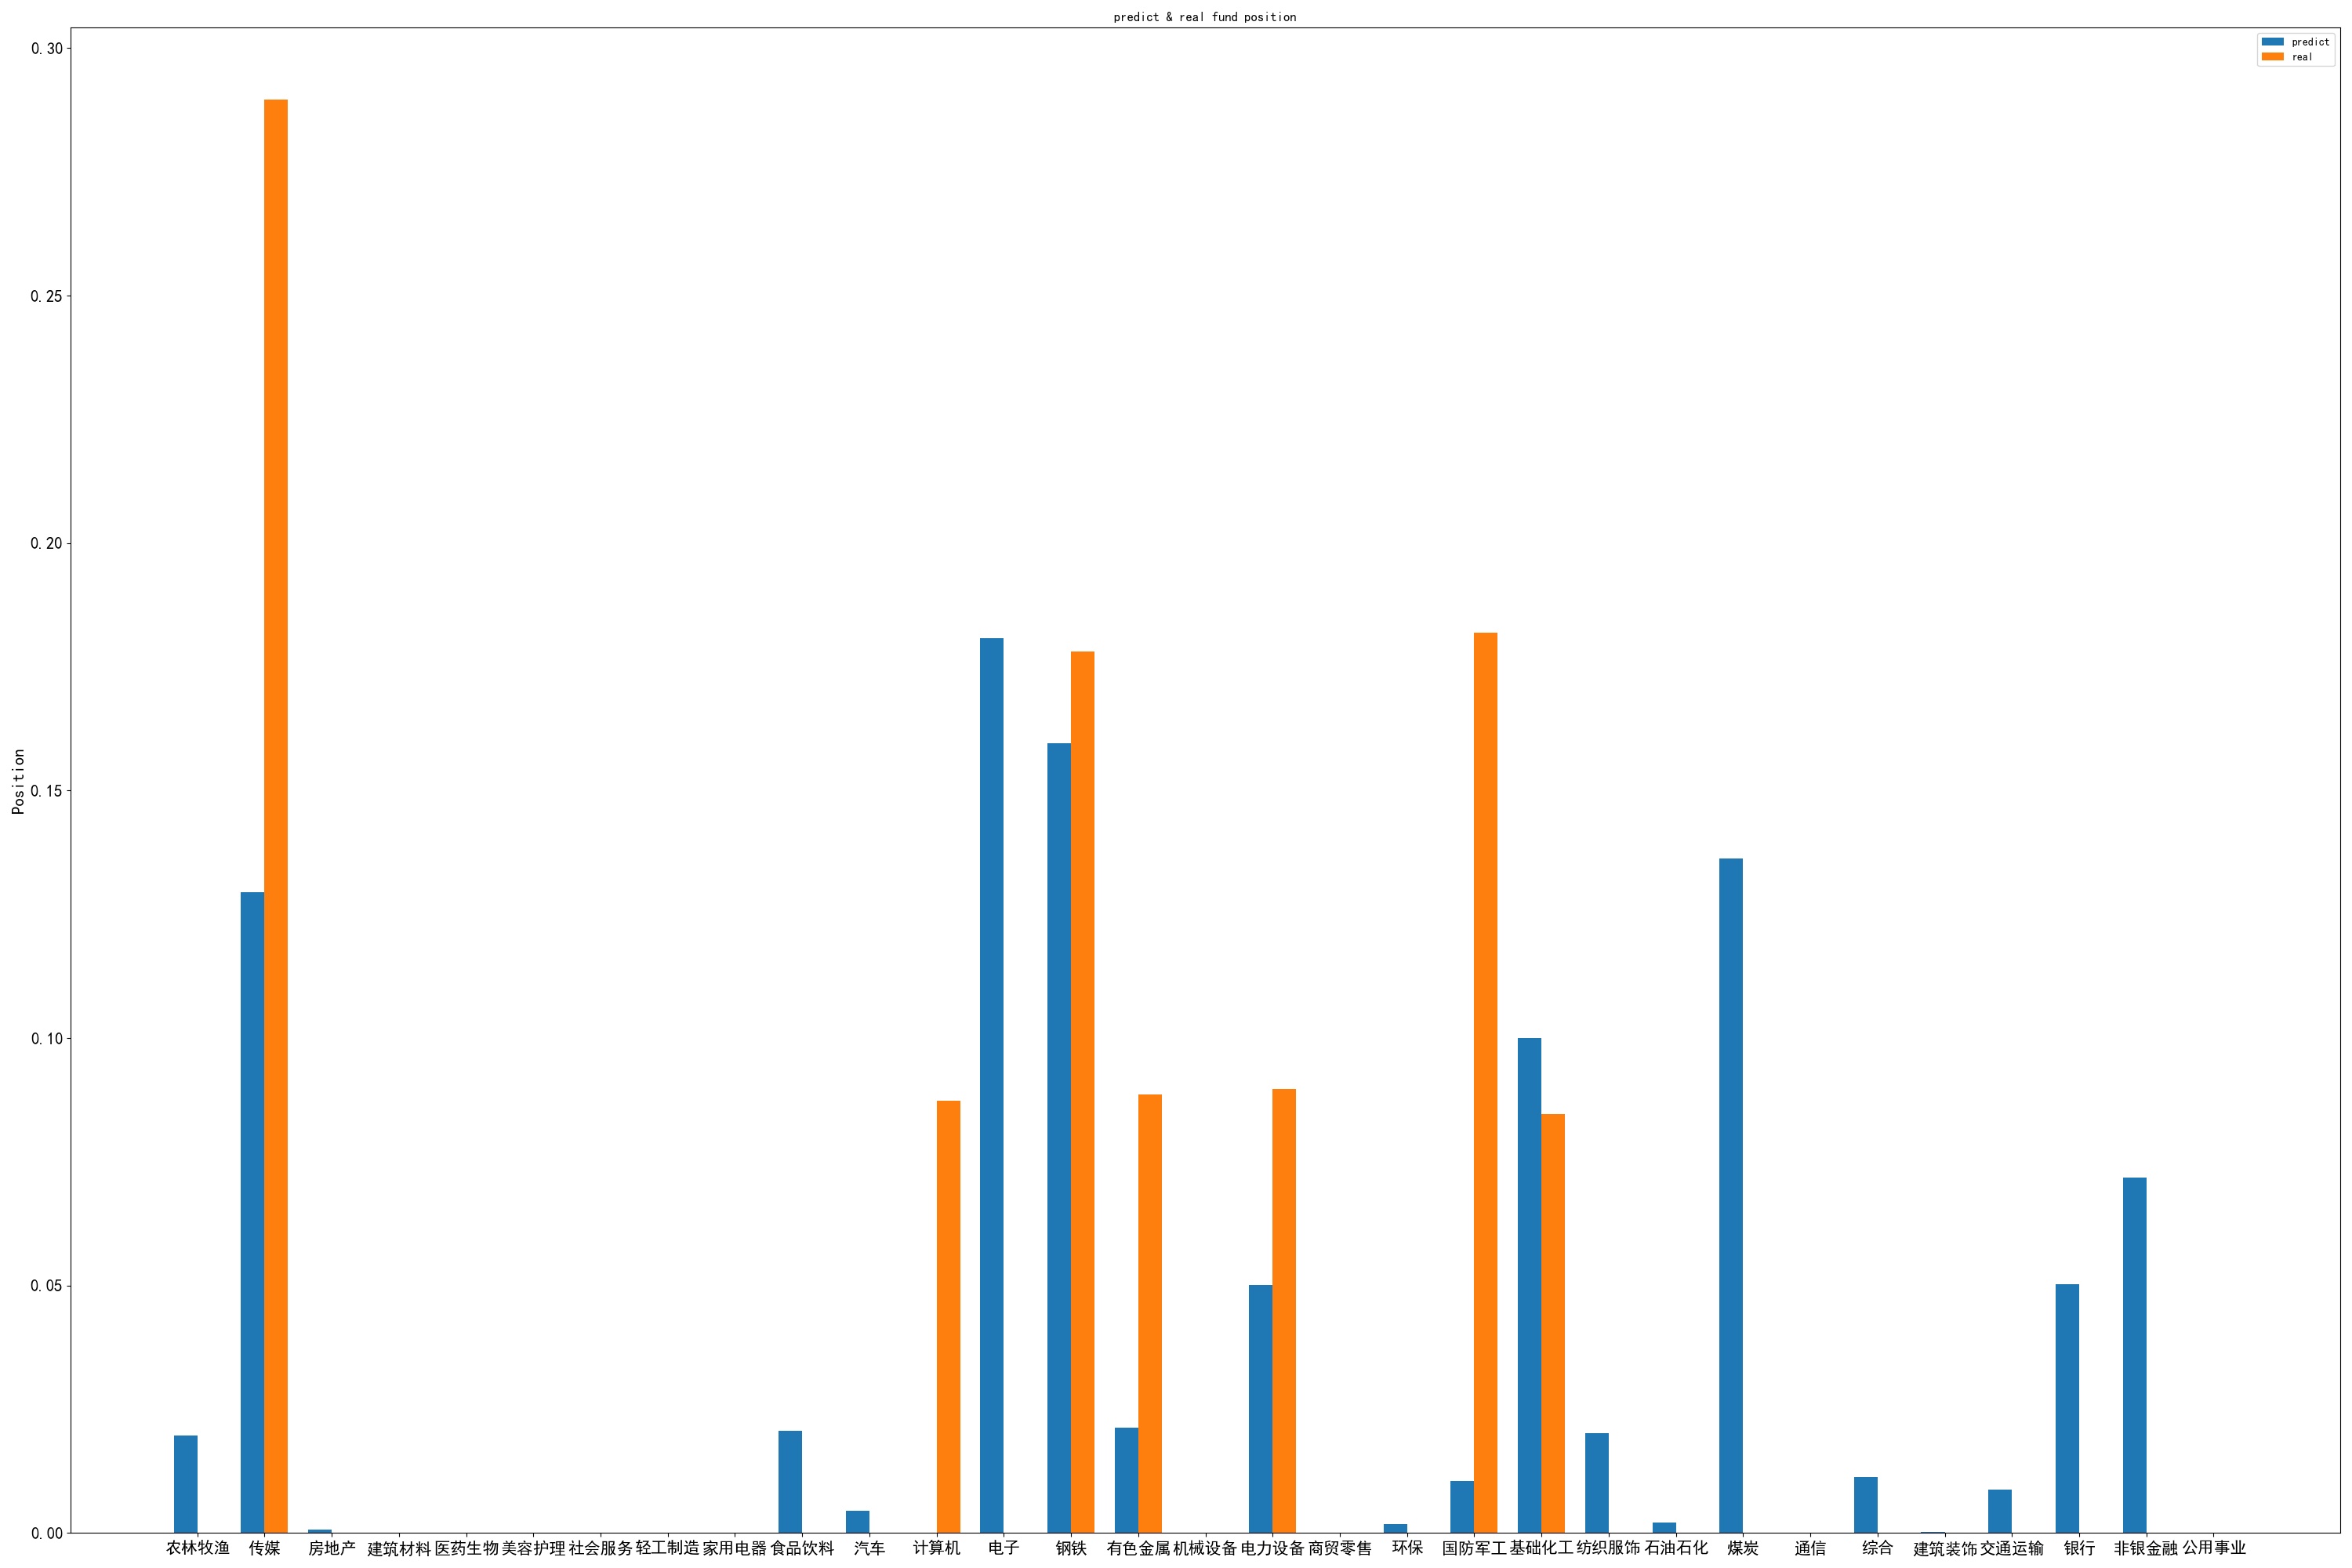 predict & real fund position
predict
real
0.30
0.25
0.20
0.15
0.10
0.05
0.00
Position
农林牧渔 传媒 房地产 建筑材料 医药生物 美容护理 社会服务 轻工制造 家用电器 食品饮料 汽车 计算机 电子 钢铁 有色金属 机械设备 电力设备 商贸零售 环保 国防军工 基础化工 纺织服饰 石油石化 煤炭 通信 综合 建筑装饰 交通运输 银行 非银金融 公用事业